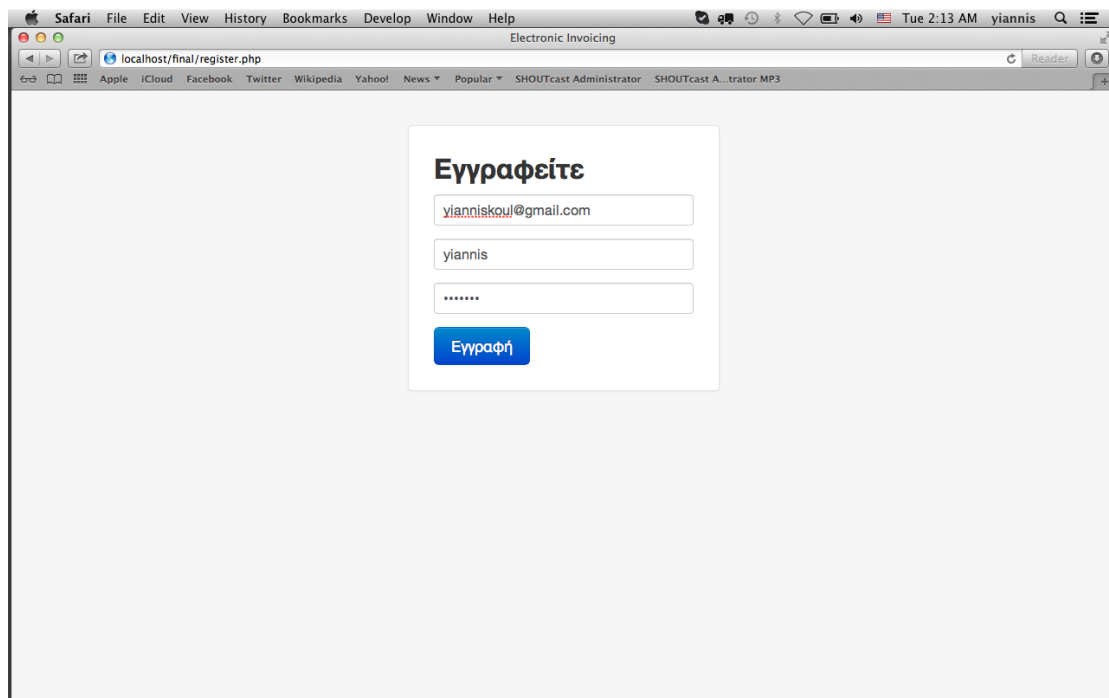 Safari File Edit View History Bookmarks Develop Window Help Tue 2:13 AM yiannis
Electronic Invoicing
localhost/final/register.php Reader
Apple iCloud Facebook Twitter Wikipedia Yahoo! News Popular SHOUTcast Administrator SHOUTcast A...trator MP3
Εγγραφείτε
yianniskoul@gmail.com
yiannis
•••••••
Εγγραφή